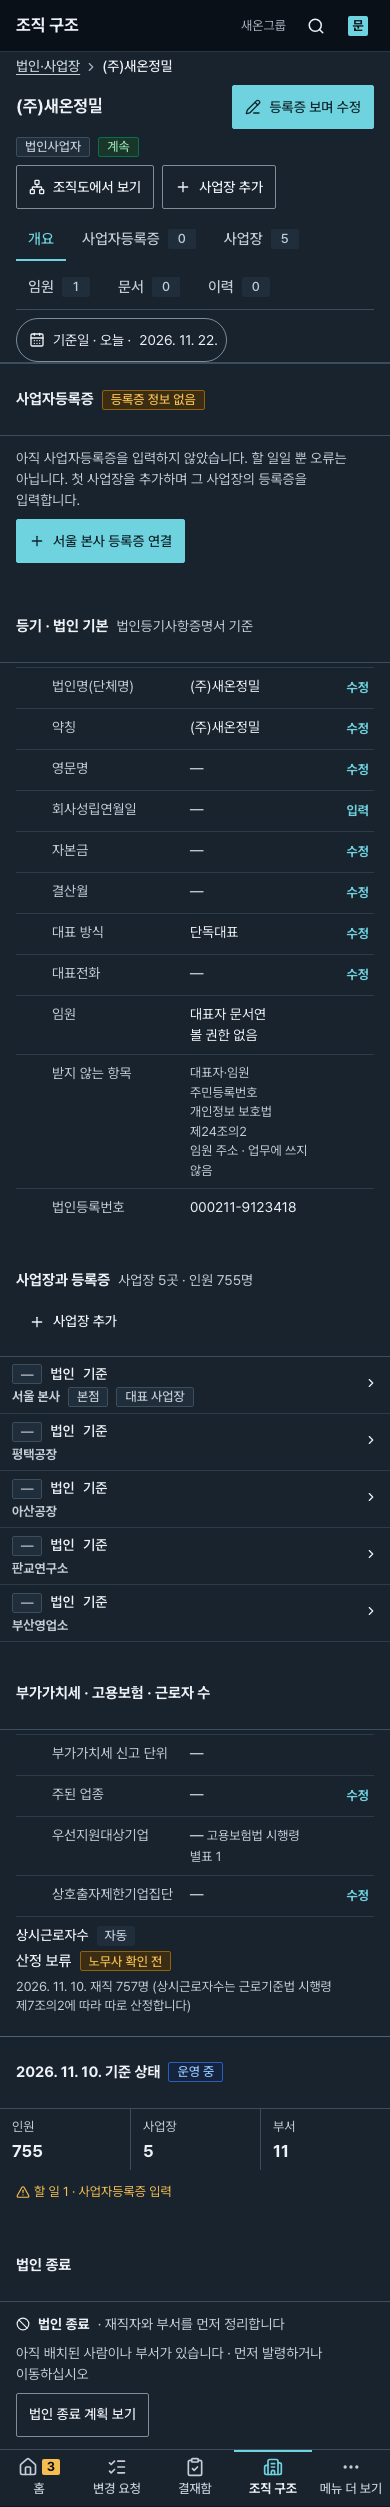 조직 구조 새온그룹 문
법인·사업장 > (주)새온정밀
(주)새온정밀 등록증 보며 수정
법인사업자 계속
조직도에서 보기 + 사업장 추가
개요 사업자등록증 0 사업장 5
임원 1 문서 0 이력 0
기준일 · 오늘 · 2026. 11. 22.
사업자등록증 등록증 정보 없음
아직 사업자등록증을 입력하지 않았습니다. 할 일일 뿐 오류는
아닙니다. 첫 사업장을 추가하며 그 사업장의 등록증을
입력합니다.
+ 서울 본사 등록증 연결
등기 · 법인 기본 법인등기사항증명서 기준
법인명(단체명) (주)새온정밀 수정
약칭 (주)새온정밀 수정
영문명 — 수정
회사성립연월일 — 입력
자본금 — 수정
결산월 — 수정
대표 방식 단독대표 수정
대표전화 — 수정
임원 대표자 문서연
볼 권한 없음
받지 않는 항목 대표자·임원
주민등록번호
개인정보 보호법
제24조의2
임원 주소 · 업무에 쓰지
않음
법인등록번호 000211-9123418
사업장과 등록증 사업장 5곳 · 인원 755명
+ 사업장 추가
— 법인 기준
서울 본사 본점 대표 사업장
— 법인 기준
평택공장
— 법인 기준
아산공장
— 법인 기준
판교연구소
— 법인 기준
부산영업소
부가가치세 · 고용보험 · 근로자 수
부가가치세 신고 단위 —
주된 업종 — 수정
우선지원대상기업 — 고용보험법 시행령
별표 1
상호출자제한기업집단 — 수정
상시근로자수 자동
산정 보류 노무사 확인 전
2026. 11. 10. 재직 757명 (상시근로자수는 근로기준법 시행령
제7조의2에 따라 따로 산정합니다)
2026. 11. 10. 기준 상태 운영 중
인원 사업장 부서
755 5 11
할 일 1 · 사업자등록증 입력
법인 종료
법인 종료 · 재직자와 부서를 먼저 정리합니다
아직 배치된 사람이나 부서가 있습니다 · 먼저 발령하거나
이동하십시오
법인 종료 계획 보기
3
홈 변경 요청 결재함 조직 구조 메뉴 더 보기